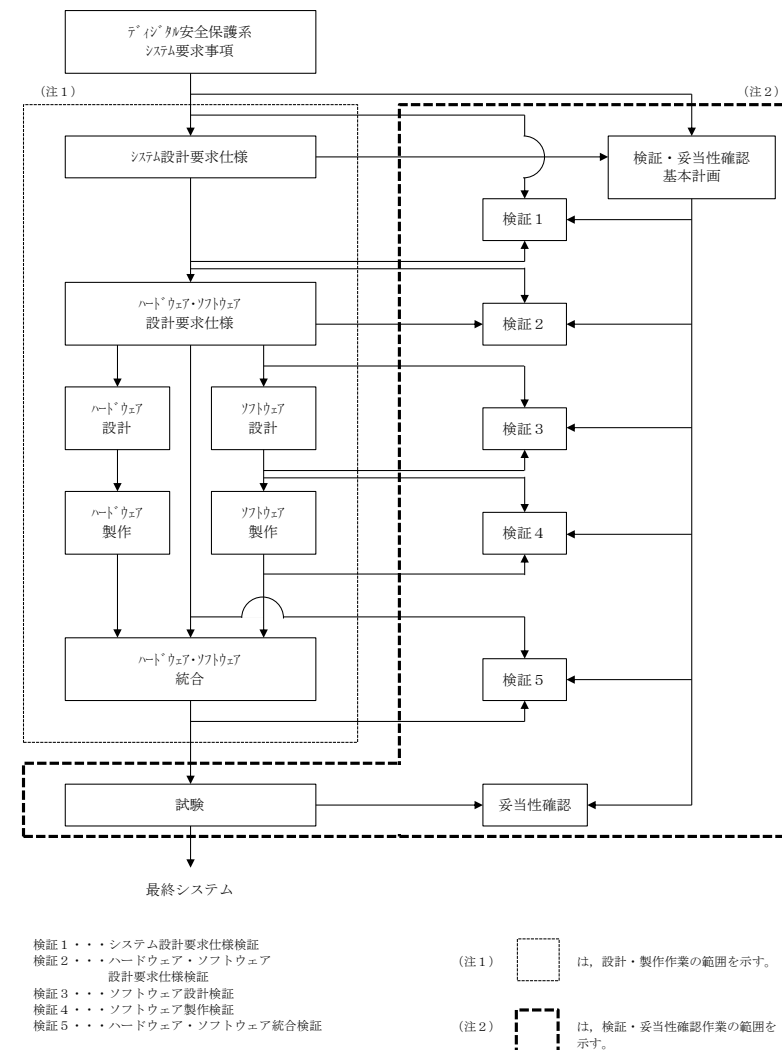 ディジタル安全保護系
システム要求事項
（注１）
（注２）
システム設計要求仕様
検証・妥当性確認
基本計画
検証１
ハードウェア・ソフトウェア
設計要求仕様
検証２
ハードウェア
設計
ソフトウェア
設計
検証３
ハードウェア
製作
ソフトウェア
製作
検証４
ハードウェア・ソフトウェア
統合
検証５
試験
妥当性確認
最終システム
検証１・・・システム設計要求仕様検証
検証２・・・ハードウェア・ソフトウェア
設計要求仕様検証
検証３・・・ソフトウェア設計検証
検証４・・・ソフトウェア製作検証
検証５・・・ハードウェア・ソフトウェア統合検証
（注１）
は，設計・製作作業の範囲を示す。
（注２）
は，検証・妥当性確認作業の範囲を
示す。